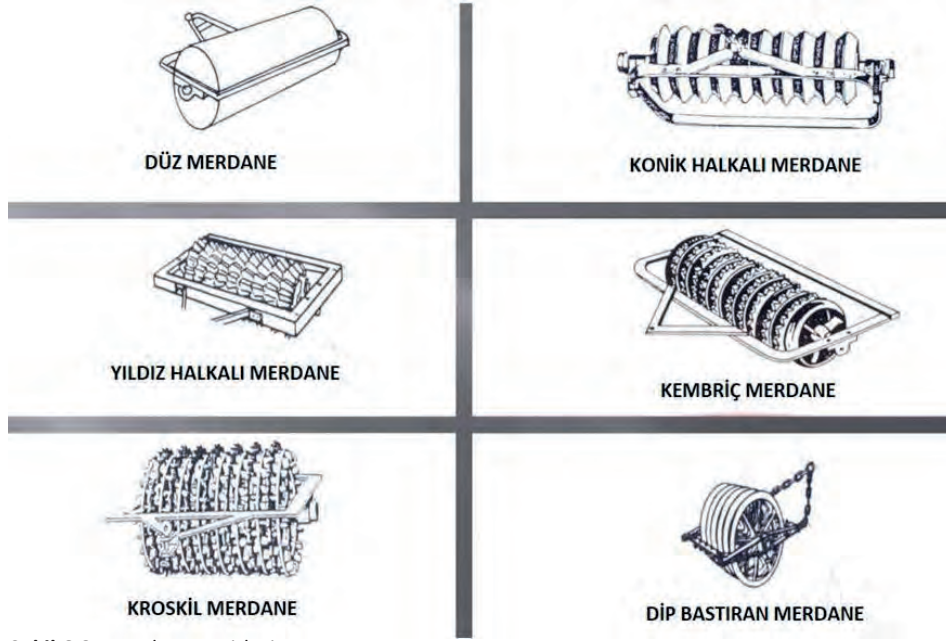 DÜZ MERDANE
KONİK HALKALI MERDANE
YILDIZ HALKALI MERDANE
KEMBRİÇ MERDANE
KROSKİL MERDANE
DİP BASTIRAN MERDANE